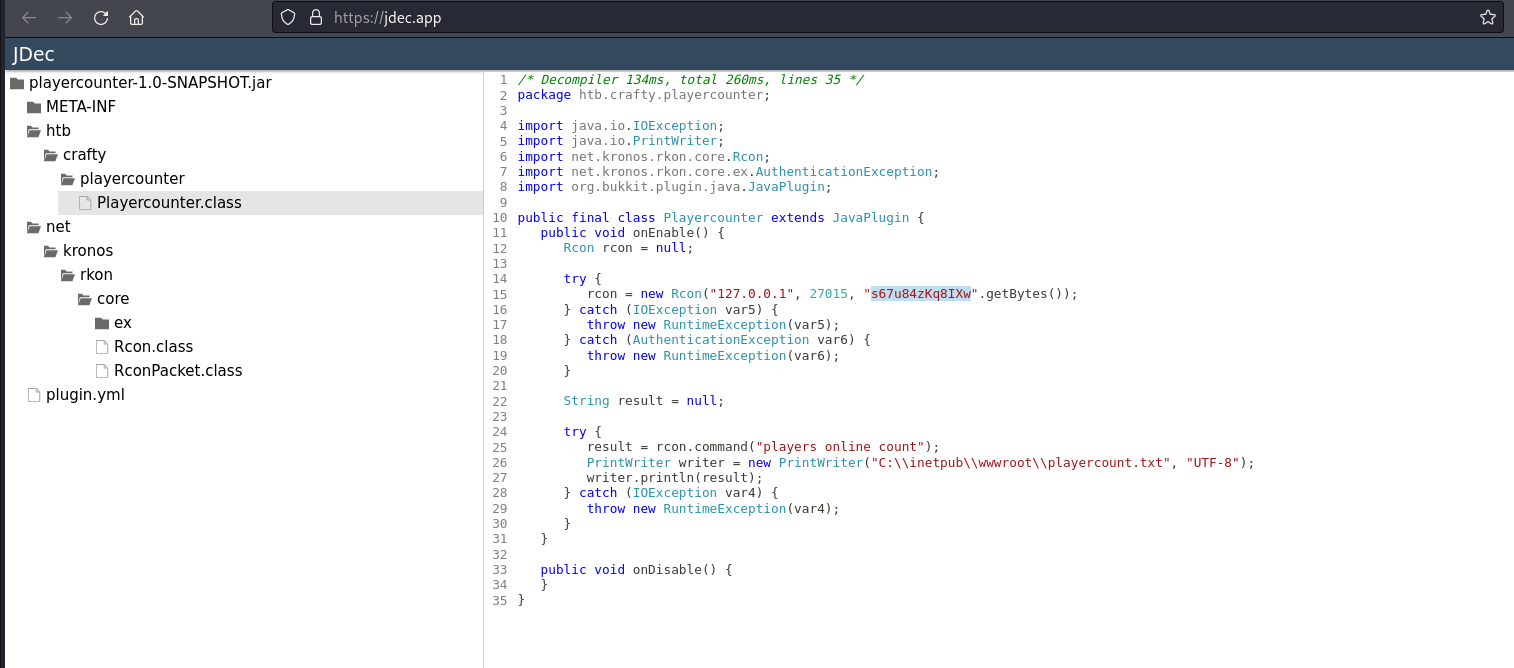 https://jdec.app
JDec
playercounter-1.0-SNAPSHOT.jar
META-INF
htb
crafty
playercounter
Playercounter.class
net
kronos
rkon
core
ex
Rcon.class
RconPacket.class
plugin.yml
1 /* Decompiler 134ms, total 260ms, lines 35 */
2 package htb.crafty.playercounter;
3
4 import java.io.IOException;
5 import java.io.PrintWriter;
6 import net.kronos.rkon.core.Rcon;
7 import net.kronos.rkon.core.ex.AuthenticationException;
8 import org.bukkit.plugin.java.JavaPlugin;
9
10 public final class Playercounter extends JavaPlugin {
11    public void onEnable() {
12       Rcon rcon = null;
13
14       try {
15          rcon = new Rcon("127.0.0.1", 27015, "s67u84zKq8IXw".getBytes());
16       } catch (IOException var5) {
17          throw new RuntimeException(var5);
18       } catch (AuthenticationException var6) {
19          throw new RuntimeException(var6);
20       }
21
22       String result = null;
23
24       try {
25          result = rcon.command("players online count");
26          PrintWriter writer = new PrintWriter("C:\\inetpub\\wwwroot\\playercount.txt", "UTF-8");
27          writer.println(result);
28       } catch (IOException var4) {
29          throw new RuntimeException(var4);
30       }
31    }
32
33    public void onDisable() {
34    }
35 }